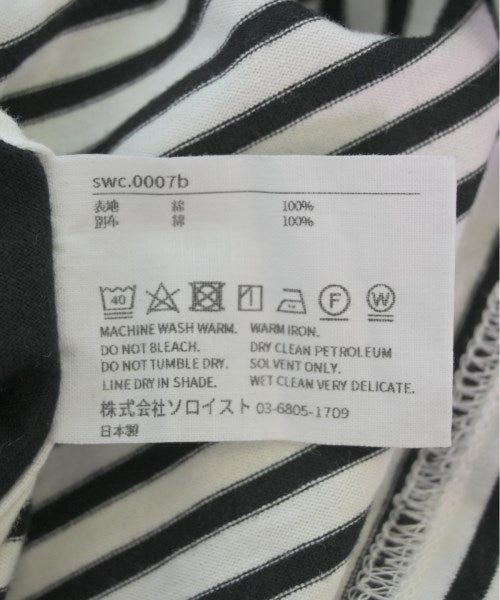 swc.0007b
表地 綿 100%
別布 綿 100%
40 F W
MACHINE WASH WARM. WARM IRON.
DO NOT BLEACH. DRY CLEAN PETROLEUM
DO NOT TUMBLE DRY. SOLVENT ONLY.
LINE DRY IN SHADE. WET CLEAN VERY DELICATE.
株式会社ソロイスト 03-6805-1709
日本製